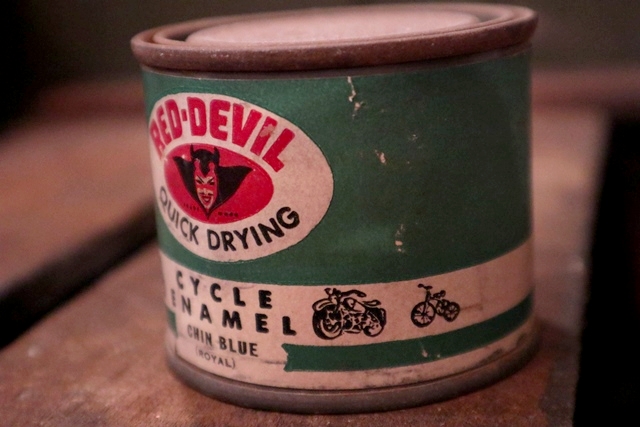 RED-DEVIL
QUICK DRYING
CYCLE
ENAMEL
CHIN BLUE
(ROYAL)